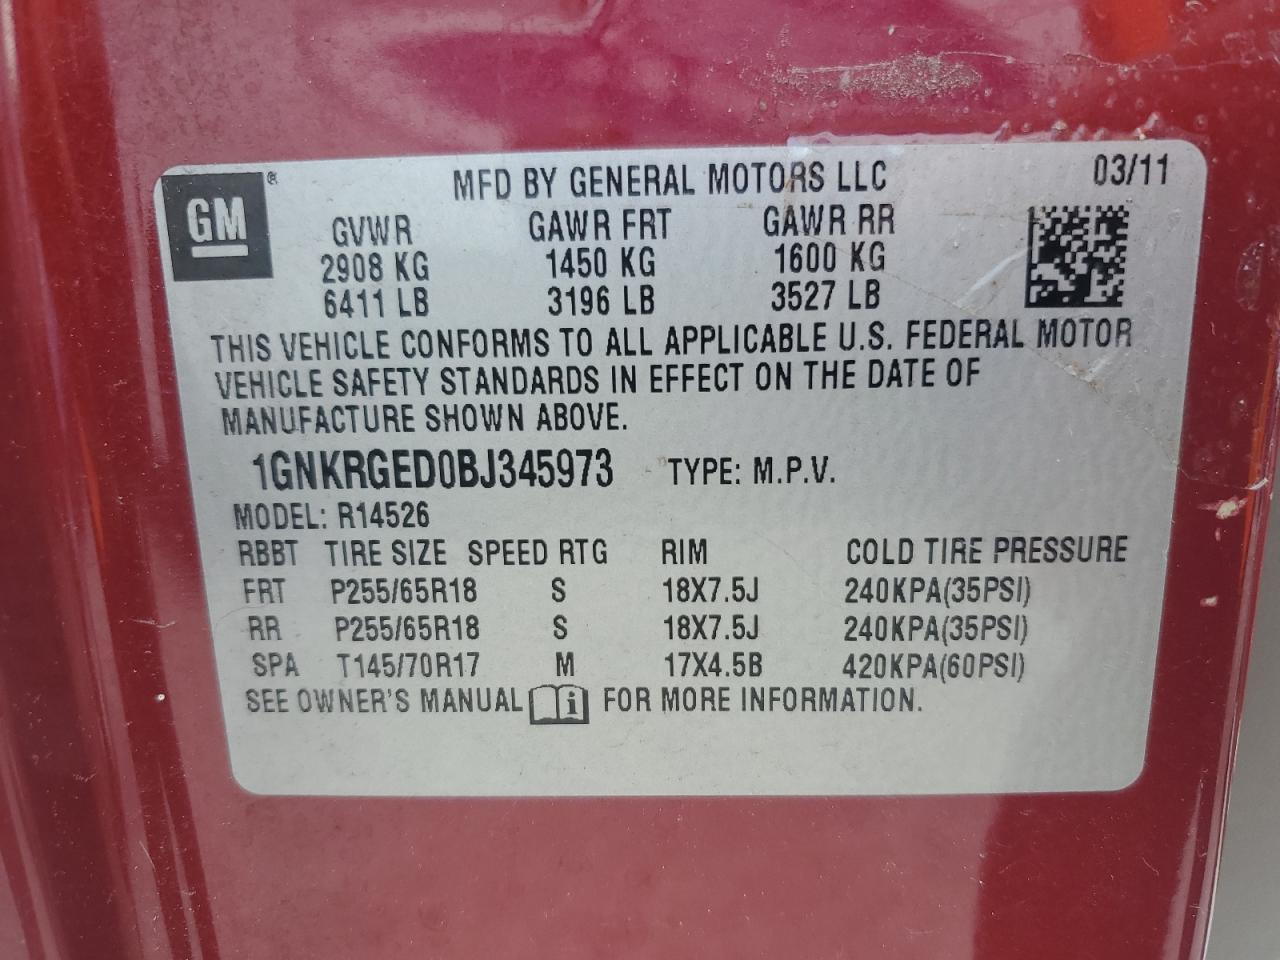 GM ®
MFD BY GENERAL MOTORS LLC 03/11
GVWR GAWR FRT GAWR RR
2908 KG 1450 KG 1600 KG
6411 LB 3196 LB 3527 LB
THIS VEHICLE CONFORMS TO ALL APPLICABLE U.S. FEDERAL MOTOR
VEHICLE SAFETY STANDARDS IN EFFECT ON THE DATE OF
MANUFACTURE SHOWN ABOVE.
1GNKRGED0BJ345973 TYPE: M.P.V.
MODEL: R14526
RBBT TIRE SIZE SPEED RTG RIM COLD TIRE PRESSURE
FRT P255/65R18 S 18X7.5J 240KPA(35PSI)
RR P255/65R18 S 18X7.5J 240KPA(35PSI)
SPA T145/70R17 M 17X4.5B 420KPA(60PSI)
SEE OWNER'S MANUAL i FOR MORE INFORMATION.